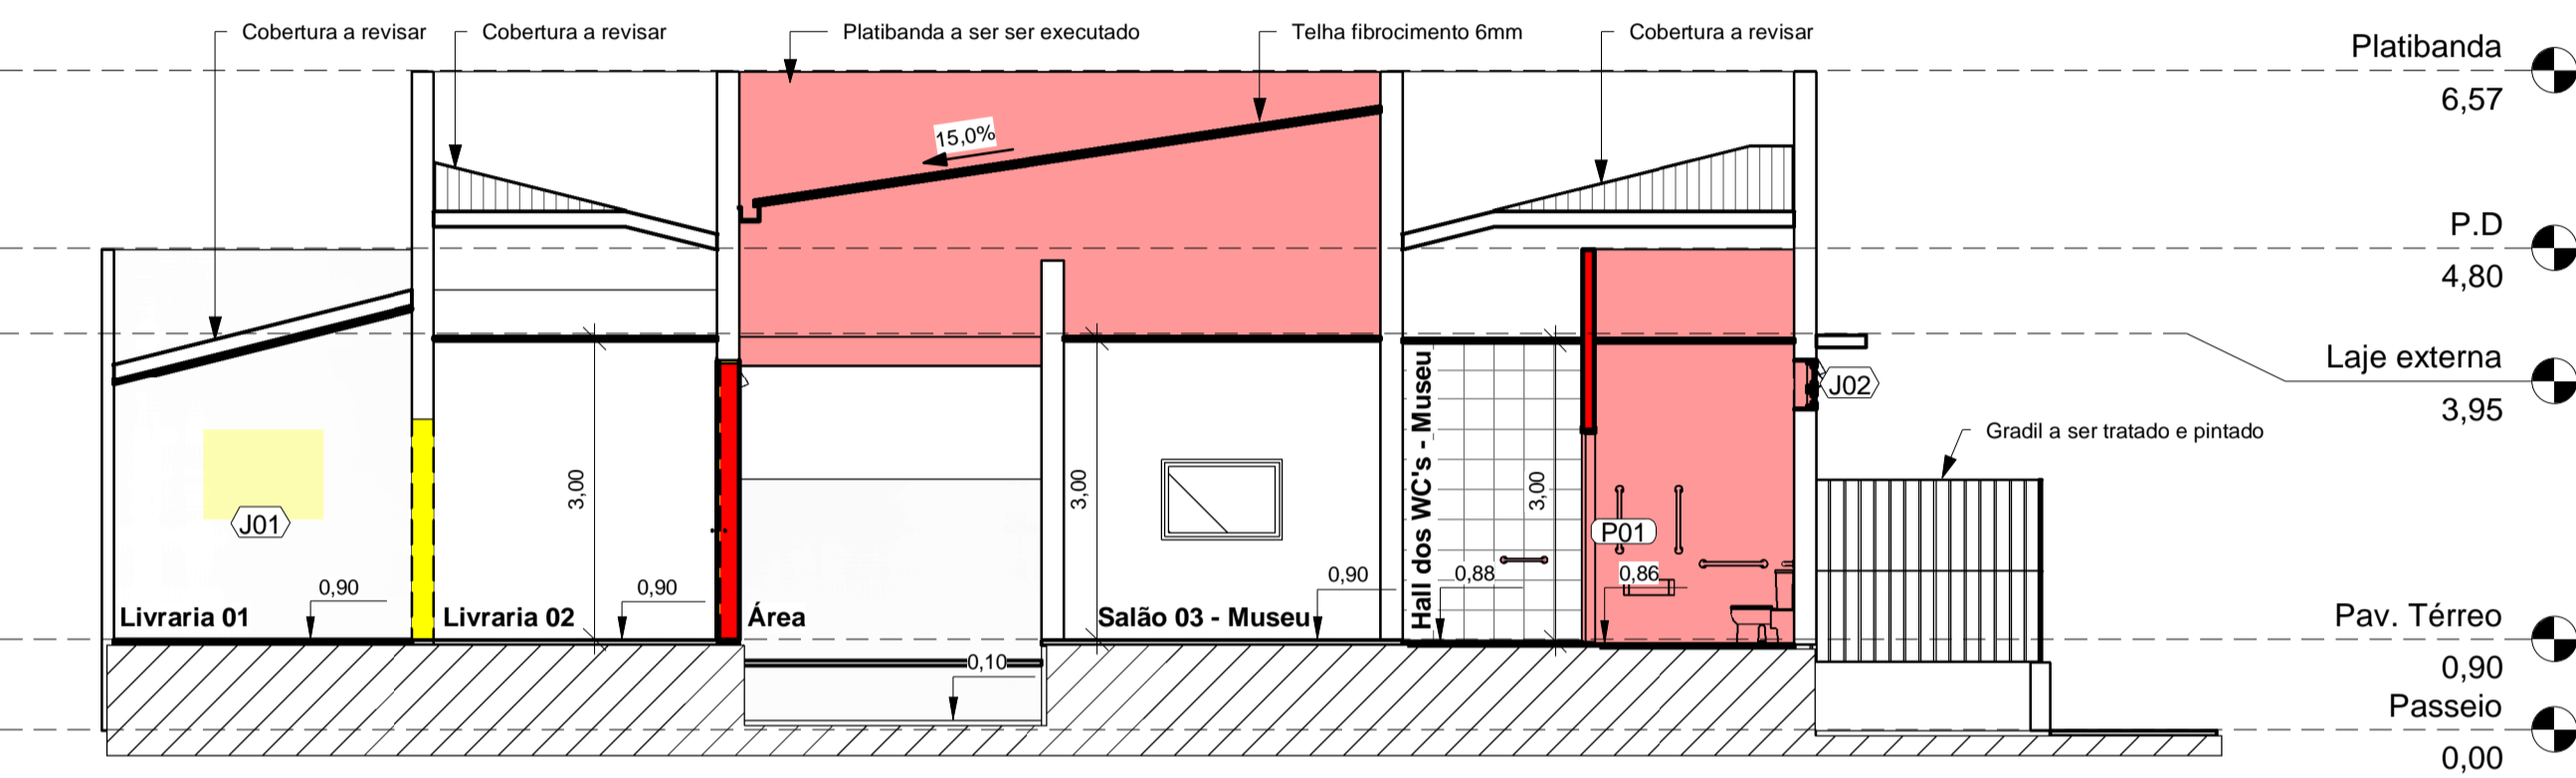 Cobertura a revisar
Cobertura a revisar
Platibanda a ser ser executado
Telha fibrocimento 6mm
Cobertura a revisar
Platibanda
6,57
15,0%
P.D
4,80
Laje externa
3,95
J02
Gradil a ser tratado e pintado
Hall dos WC's - Museu
3,00
3,00
3,00
J01
P01
0,90
0,90
0,90
0,88
0,86
Livraria 01
Livraria 02
Área
Salão 03 - Museu
Pav. Térreo
0,90
0,10
Passeio
0,00